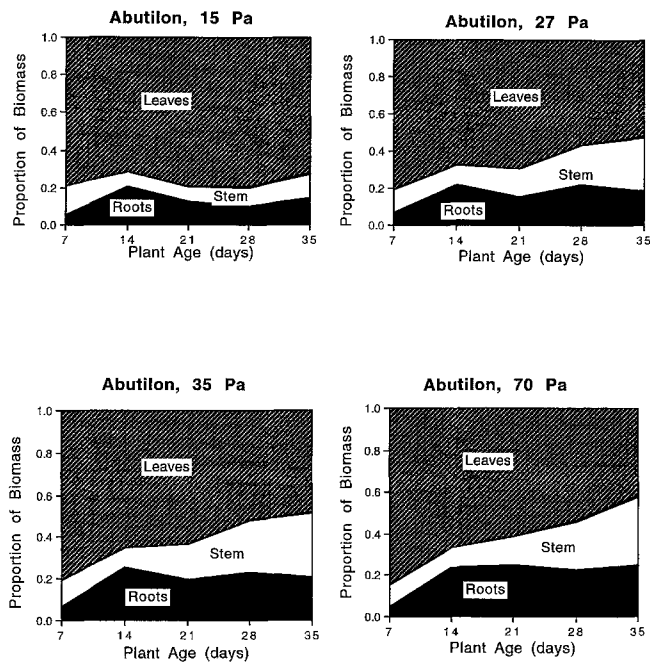 Abutilon, 15 Pa
Proportion of Biomass
1.0
0.8
0.6
0.4
0.2
0.0
Leaves
Stem
Roots
7 14 21 28 35
Plant Age (days)
Abutilon, 27 Pa
Proportion of Biomass
1.0
0.8
0.6
0.4
0.2
0.0
Leaves
Stem
Roots
7 14 21 28 35
Plant Age (days)
Abutilon, 35 Pa
Proportion of Biomass
1.0
0.8
0.6
0.4
0.2
0.0
Leaves
Stem
Roots
7 14 21 28 35
Plant Age (days)
Abutilon, 70 Pa
Proportion of Biomass
1.0
0.8
0.6
0.4
0.2
0.0
Leaves
Stem
Roots
7 14 21 28 35
Plant Age (days)